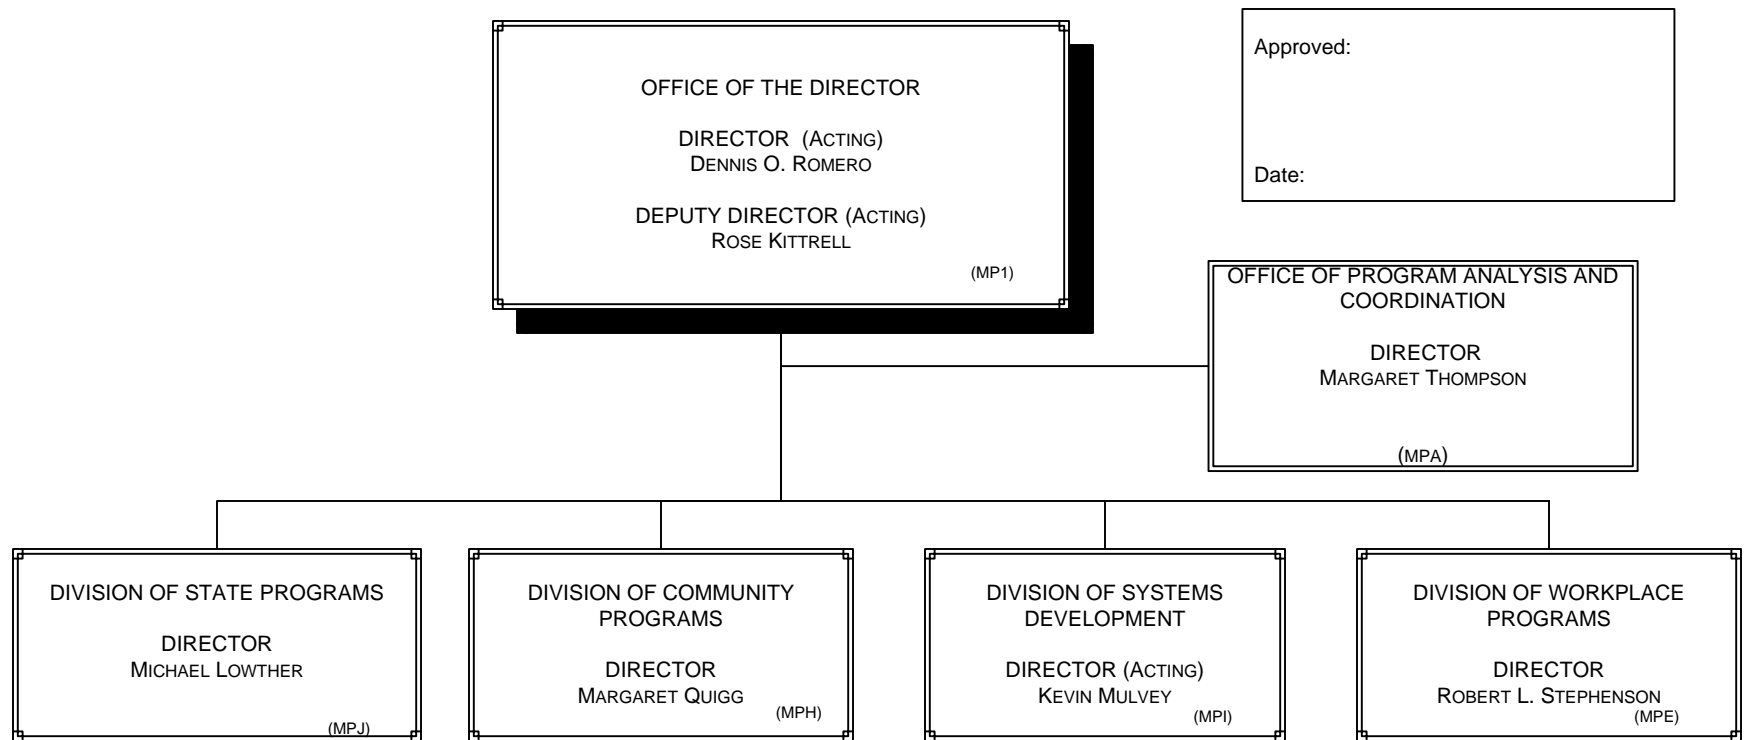 OFFICE OF THE DIRECTOR
DIRECTOR (ACTING)
DENNIS O. ROMERO
DEPUTY DIRECTOR (ACTING)
ROSE KITTRELL
(MP1)
Approved:
Date:
OFFICE OF PROGRAM ANALYSIS AND
COORDINATION
DIRECTOR
MARGARET THOMPSON
(MPA)
DIVISION OF STATE PROGRAMS
DIRECTOR
MICHAEL LOWTHER
(MPJ)
DIVISION OF COMMUNITY
PROGRAMS
DIRECTOR
MARGARET QUIGG
(MPH)
DIVISION OF SYSTEMS
DEVELOPMENT
DIRECTOR (ACTING)
KEVIN MULVEY
(MPI)
DIVISION OF WORKPLACE
PROGRAMS
DIRECTOR
ROBERT L. STEPHENSON
(MPE)